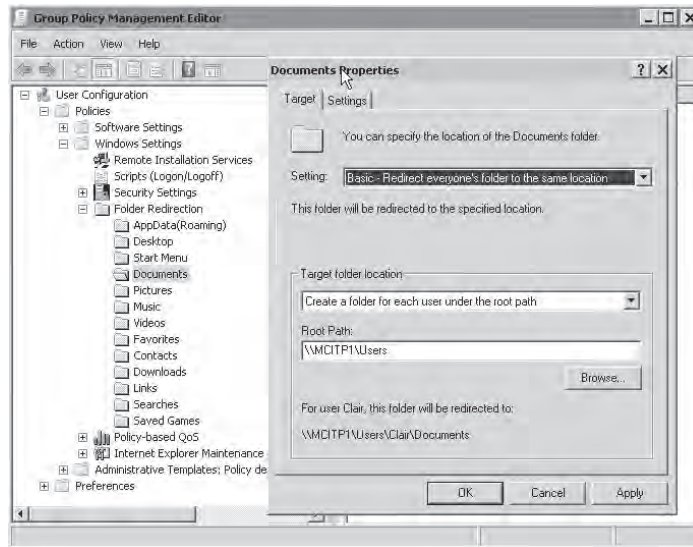 Group Policy Management Editor
File Action View Help
User Configuration
Policies
Software Settings
Windows Settings
Remote Installation Services
Scripts (Logon/Logoff)
Security Settings
Folder Redirection
AppData(Roaming)
Desktop
Start Menu
Documents
Pictures
Music
Videos
Favorites
Contacts
Downloads
Links
Searches
Saved Games
Policy-based QoS
Internet Explorer Maintenance
Administrative Templates: Policy de
Preferences
Documents Properties
Target Settings
You can specify the location of the Documents folder.
Setting: Basic - Redirect everyone's folder to the same location
This folder will be redirected to the specified location.
Target folder location
Create a folder for each user under the root path
Root Path:
\\MCITP1\Users
Browse...
For user Clair, this folder will be redirected to:
\\MCITP1\Users\Clair\Documents
OK Cancel Apply